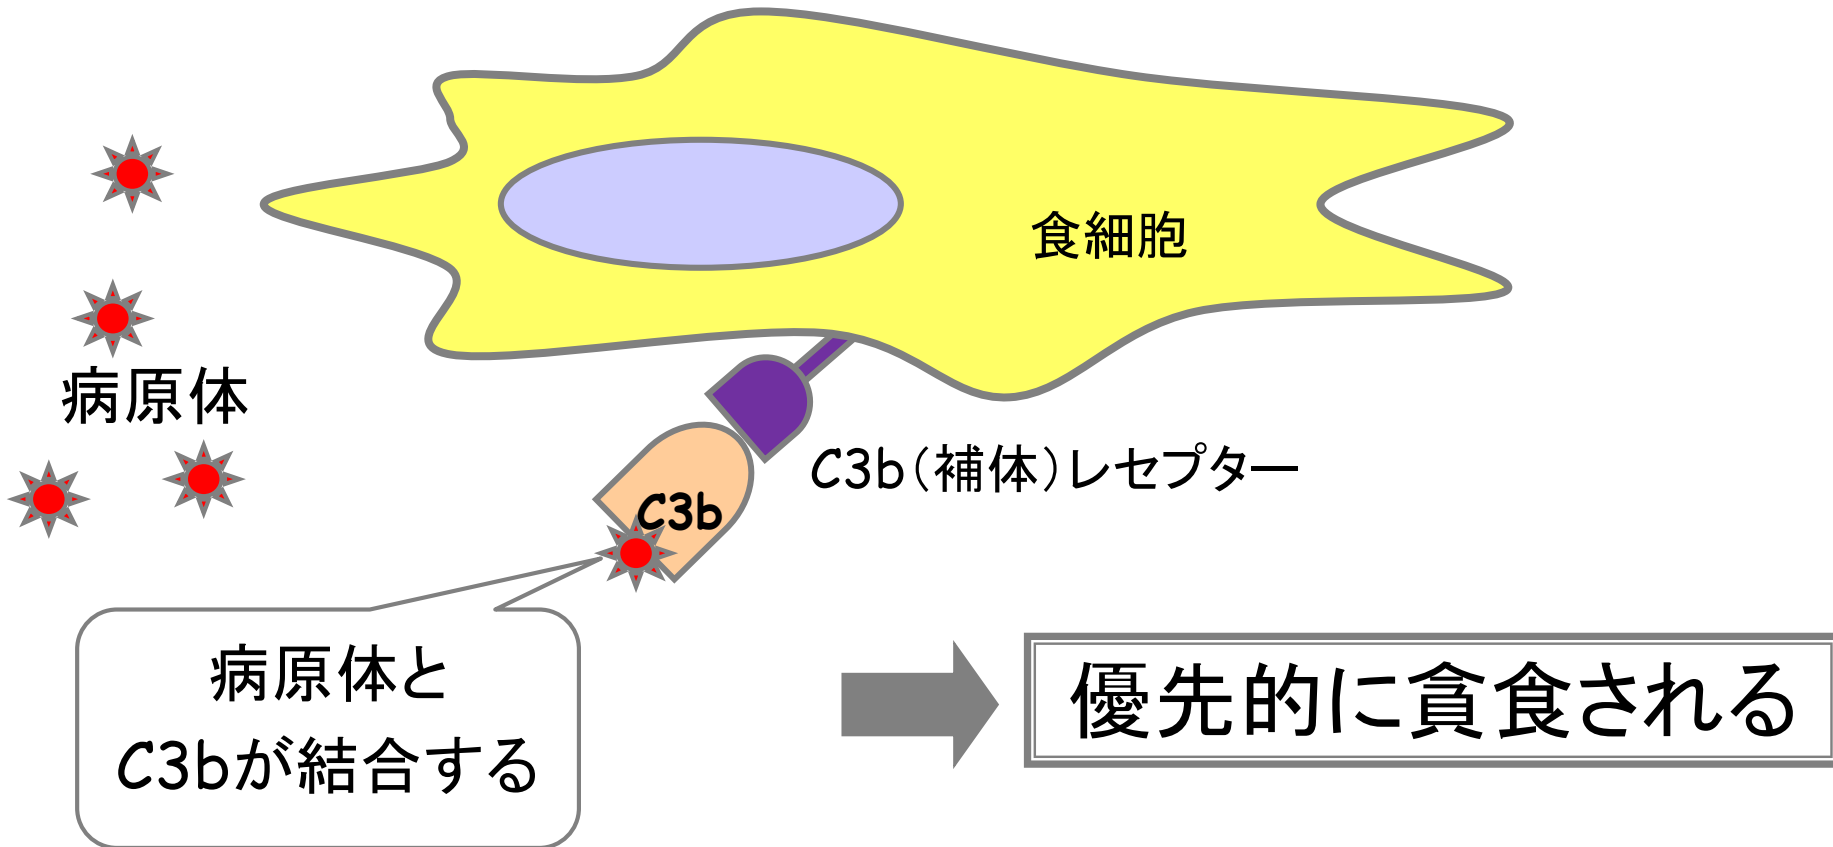 食細胞
病原体
C3b（補体）レセプター
C3b
病原体と
C3bが結合する
優先的に貪食される